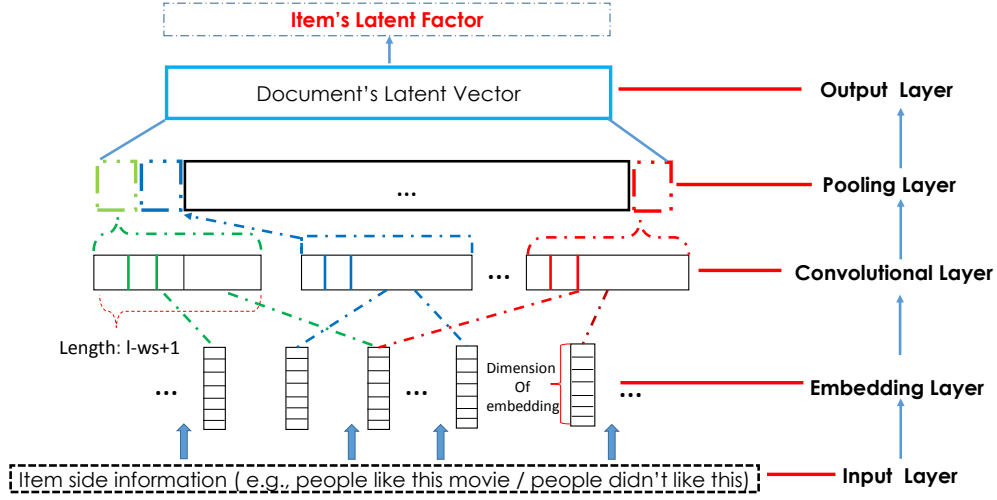 Item's Latent Factor
Document's Latent Vector
Output Layer
...
Pooling Layer
...
Convolutional Layer
Length: l-ws+1
...
...
Dimension
Of
embedding
...
Embedding Layer
Item side information ( e.g., people like this movie / people didn't like this)
Input Layer